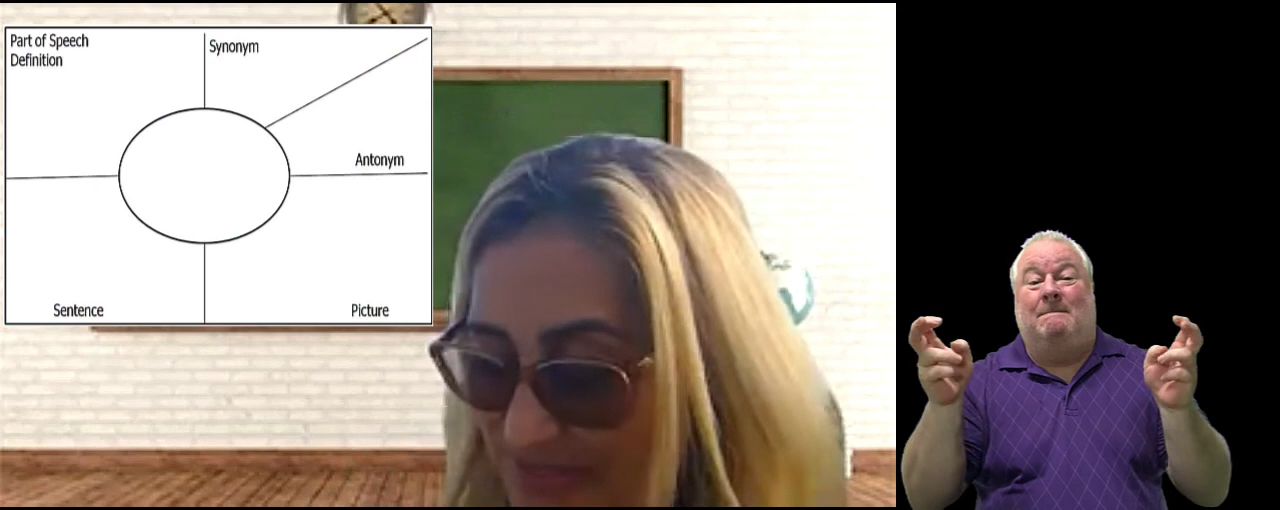 Part of Speech
Definition
Synonym
Antonym
Sentence
Picture